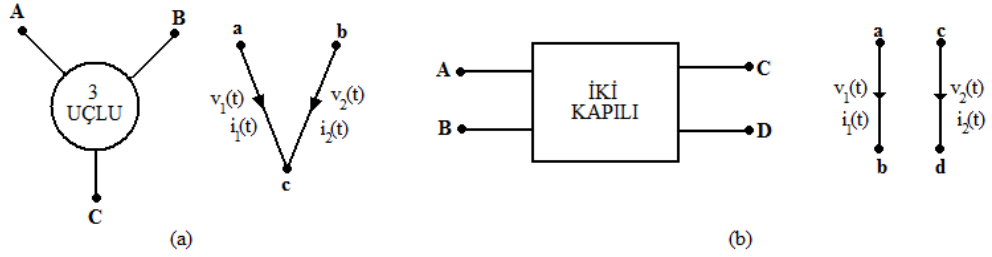 A
B
3
UÇLU
C
a
b
v1(t)
i1(t)
v2(t)
i2(t)
c
(a)
A
B
İKİ
KAPILI
C
D
a
c
v1(t)
i1(t)
v2(t)
i2(t)
b
d
(b)